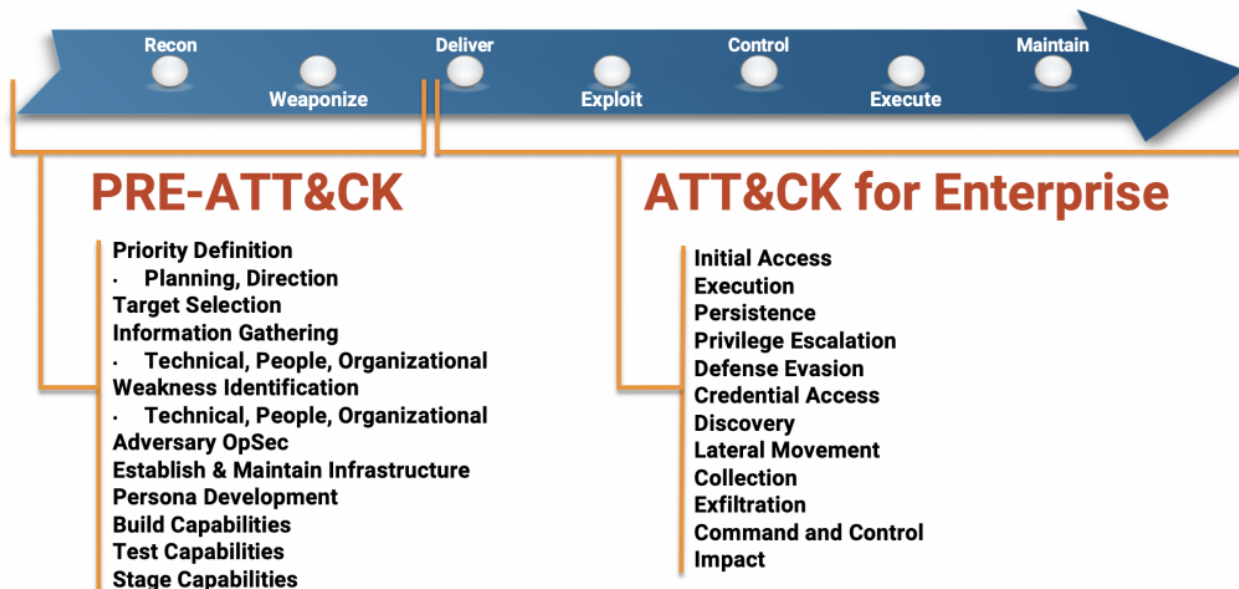 Recon
Deliver
Control
Maintain
Weaponize
Exploit
Execute
PRE-ATT&CK
Priority Definition
· Planning, Direction
Target Selection
Information Gathering
· Technical, People, Organizational
Weakness Identification
· Technical, People, Organizational
Adversary OpSec
Establish & Maintain Infrastructure
Persona Development
Build Capabilities
Test Capabilities
Stage Capabilities
ATT&CK for Enterprise
Initial Access
Execution
Persistence
Privilege Escalation
Defense Evasion
Credential Access
Discovery
Lateral Movement
Collection
Exfiltration
Command and Control
Impact